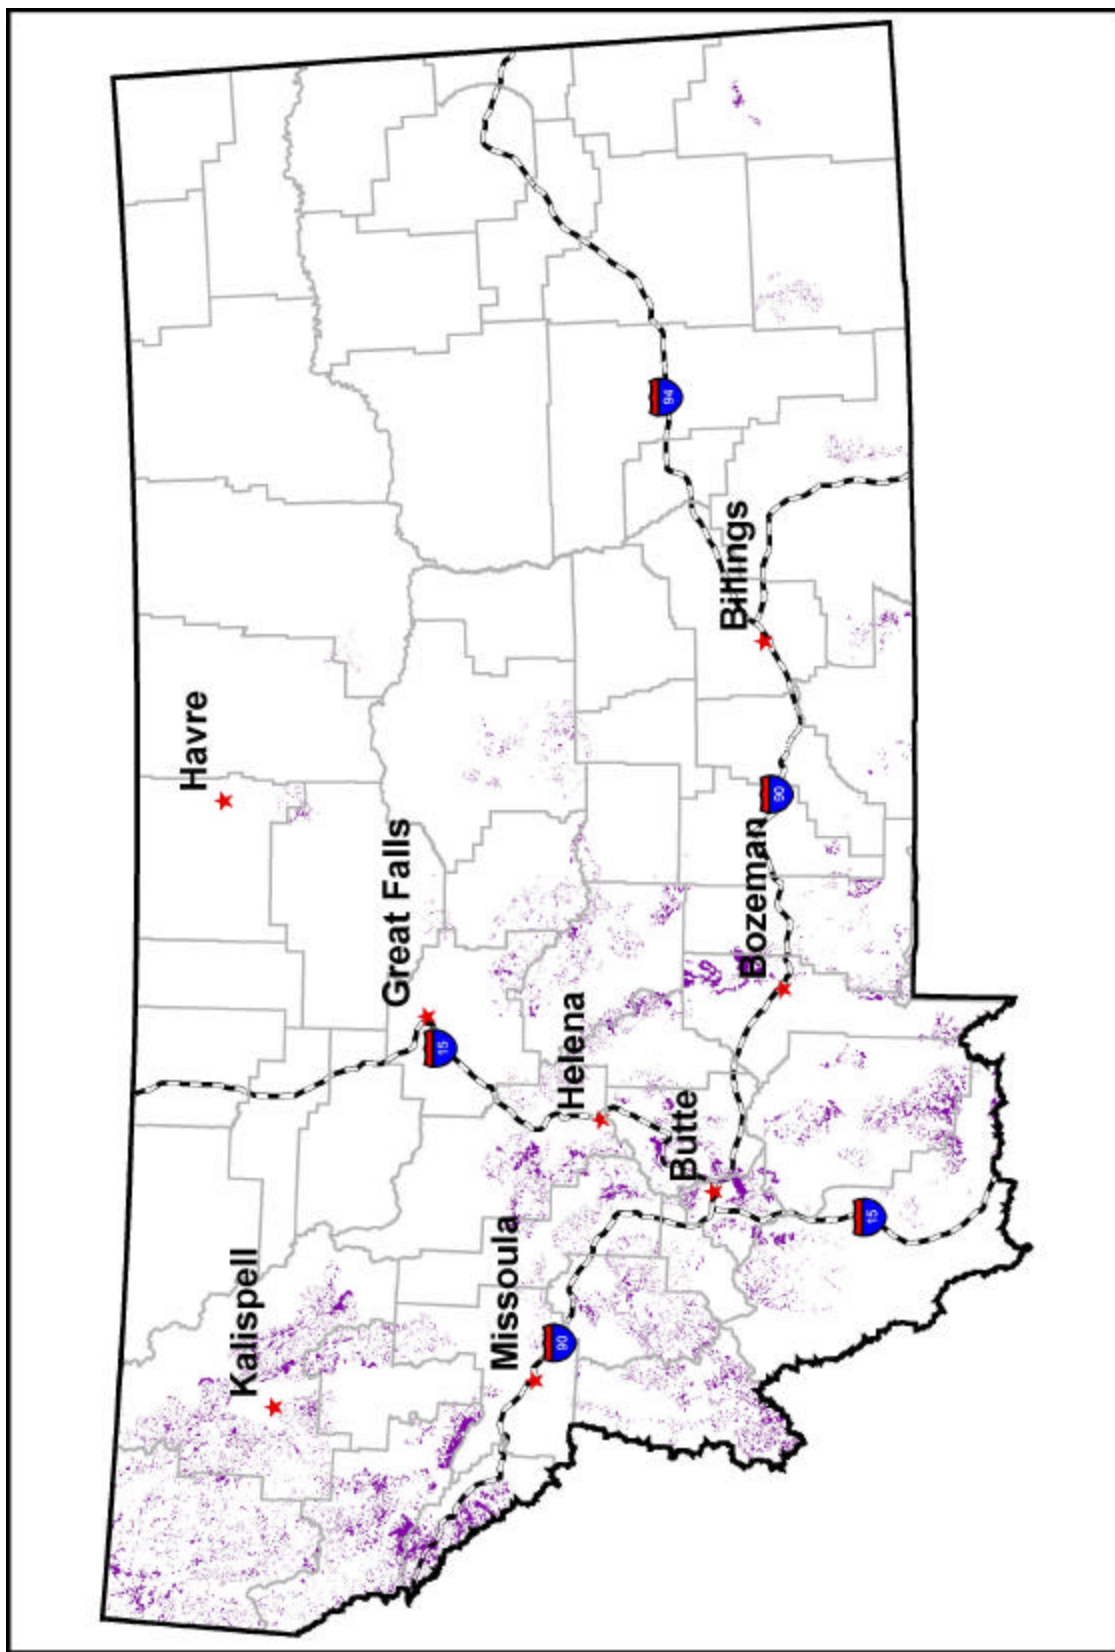 Havre
Kalispell
Great Falls
15
Missoula
90
Helena
Butte
Bozeman
Billings
94
90
15